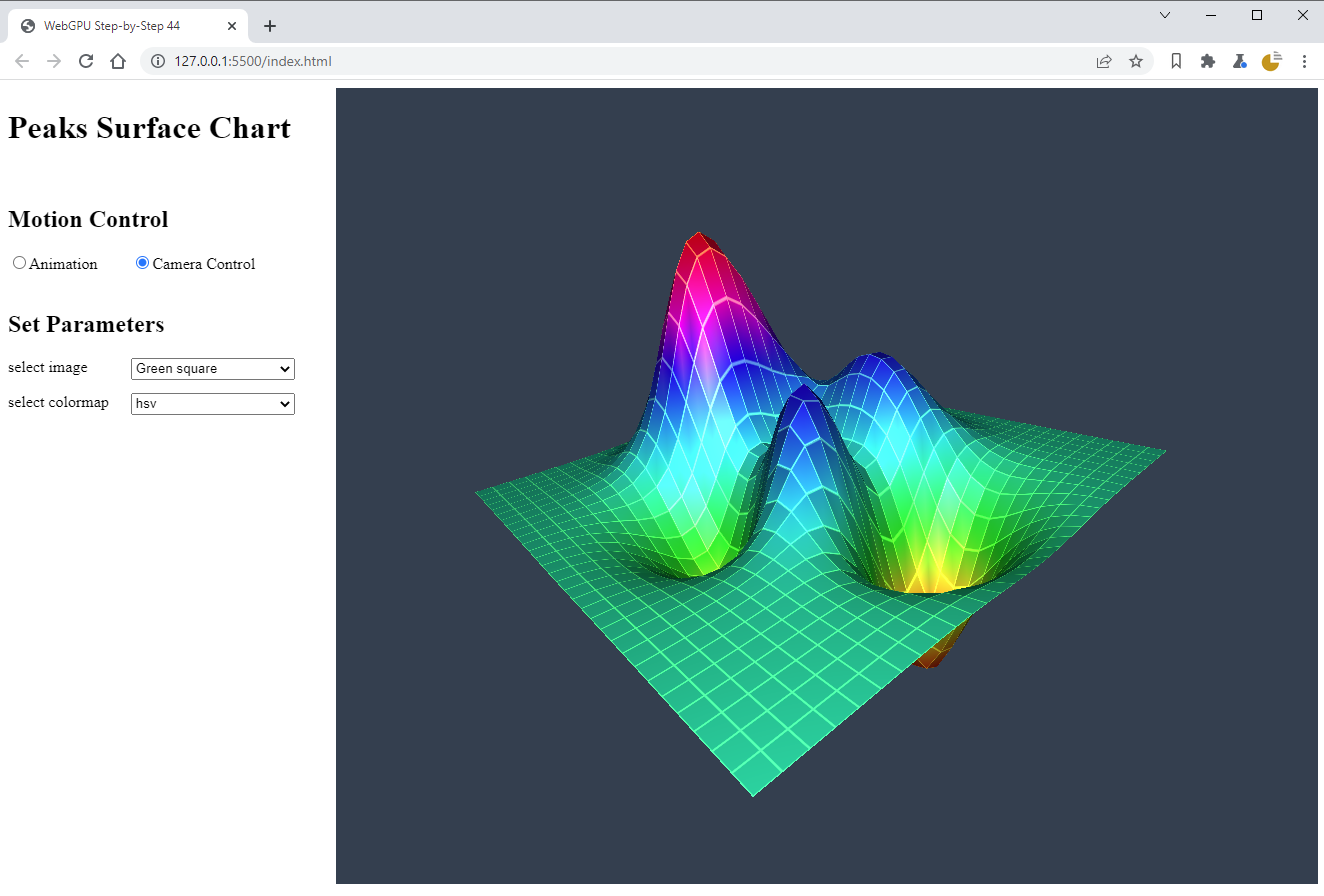 WebGPU Step-by-Step 44
127.0.0.1:5500/index.html
Peaks Surface Chart
Motion Control
Animation Camera Control
Set Parameters
select image Green square
select colormap hsv